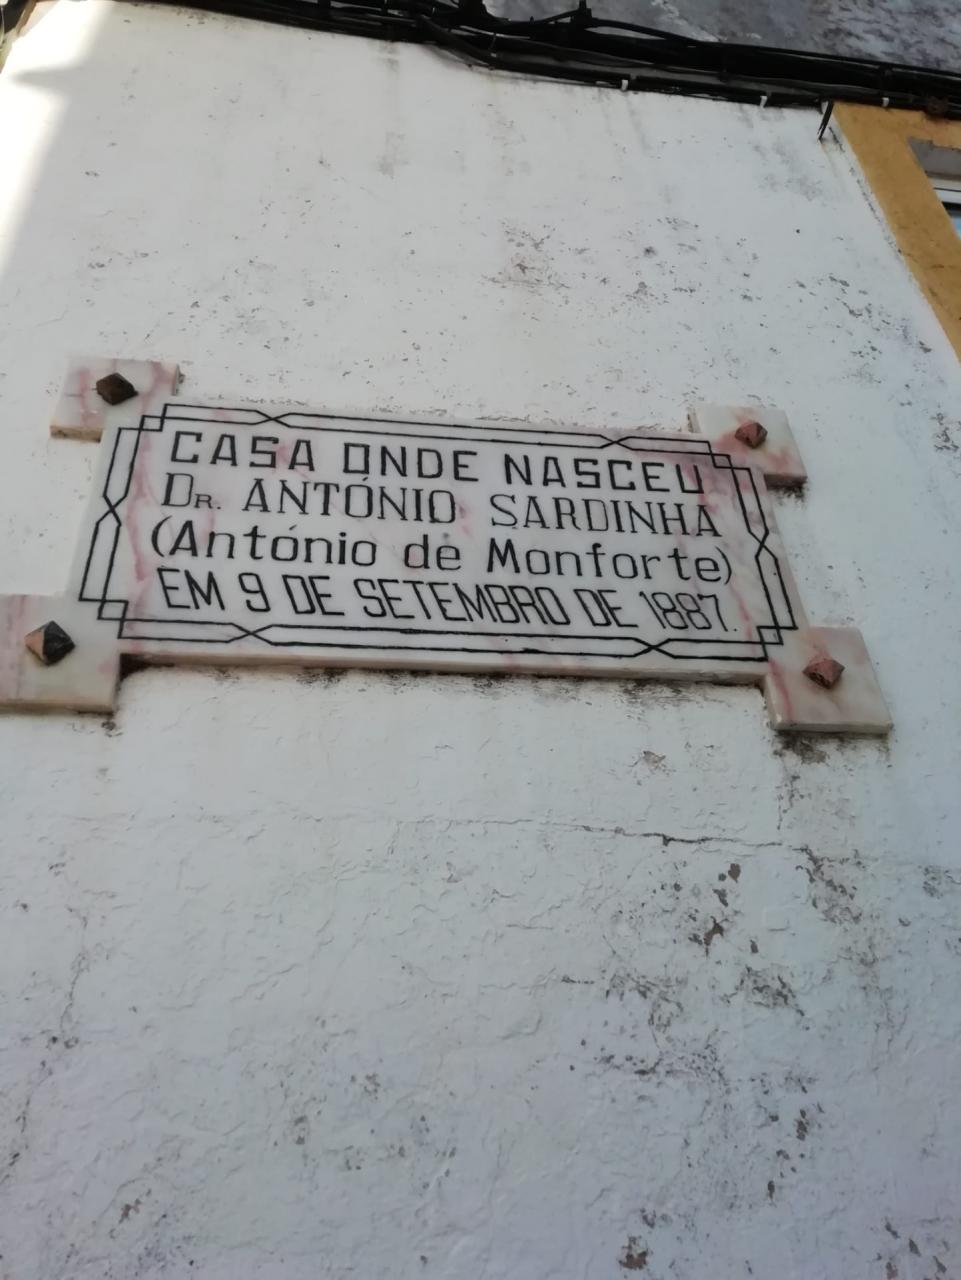 CASA ONDE NASCEU
DR. ANTÓNIO SARDINHA
(António de Monforte)
EM 9 DE SETEMBRO DE 1887.